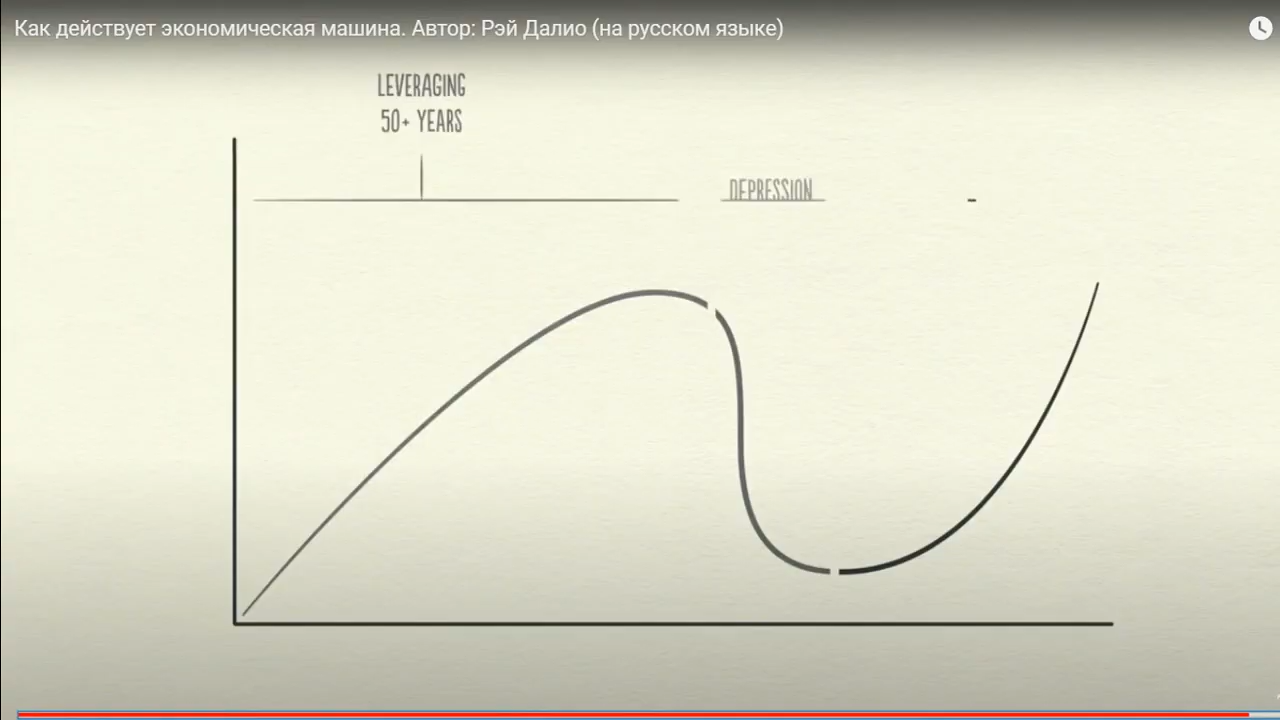 Как действует экономическая машина. Автор: Рэй Далио (на русском языке)
LEVERAGING
50+ YEARS
DEPRESSION